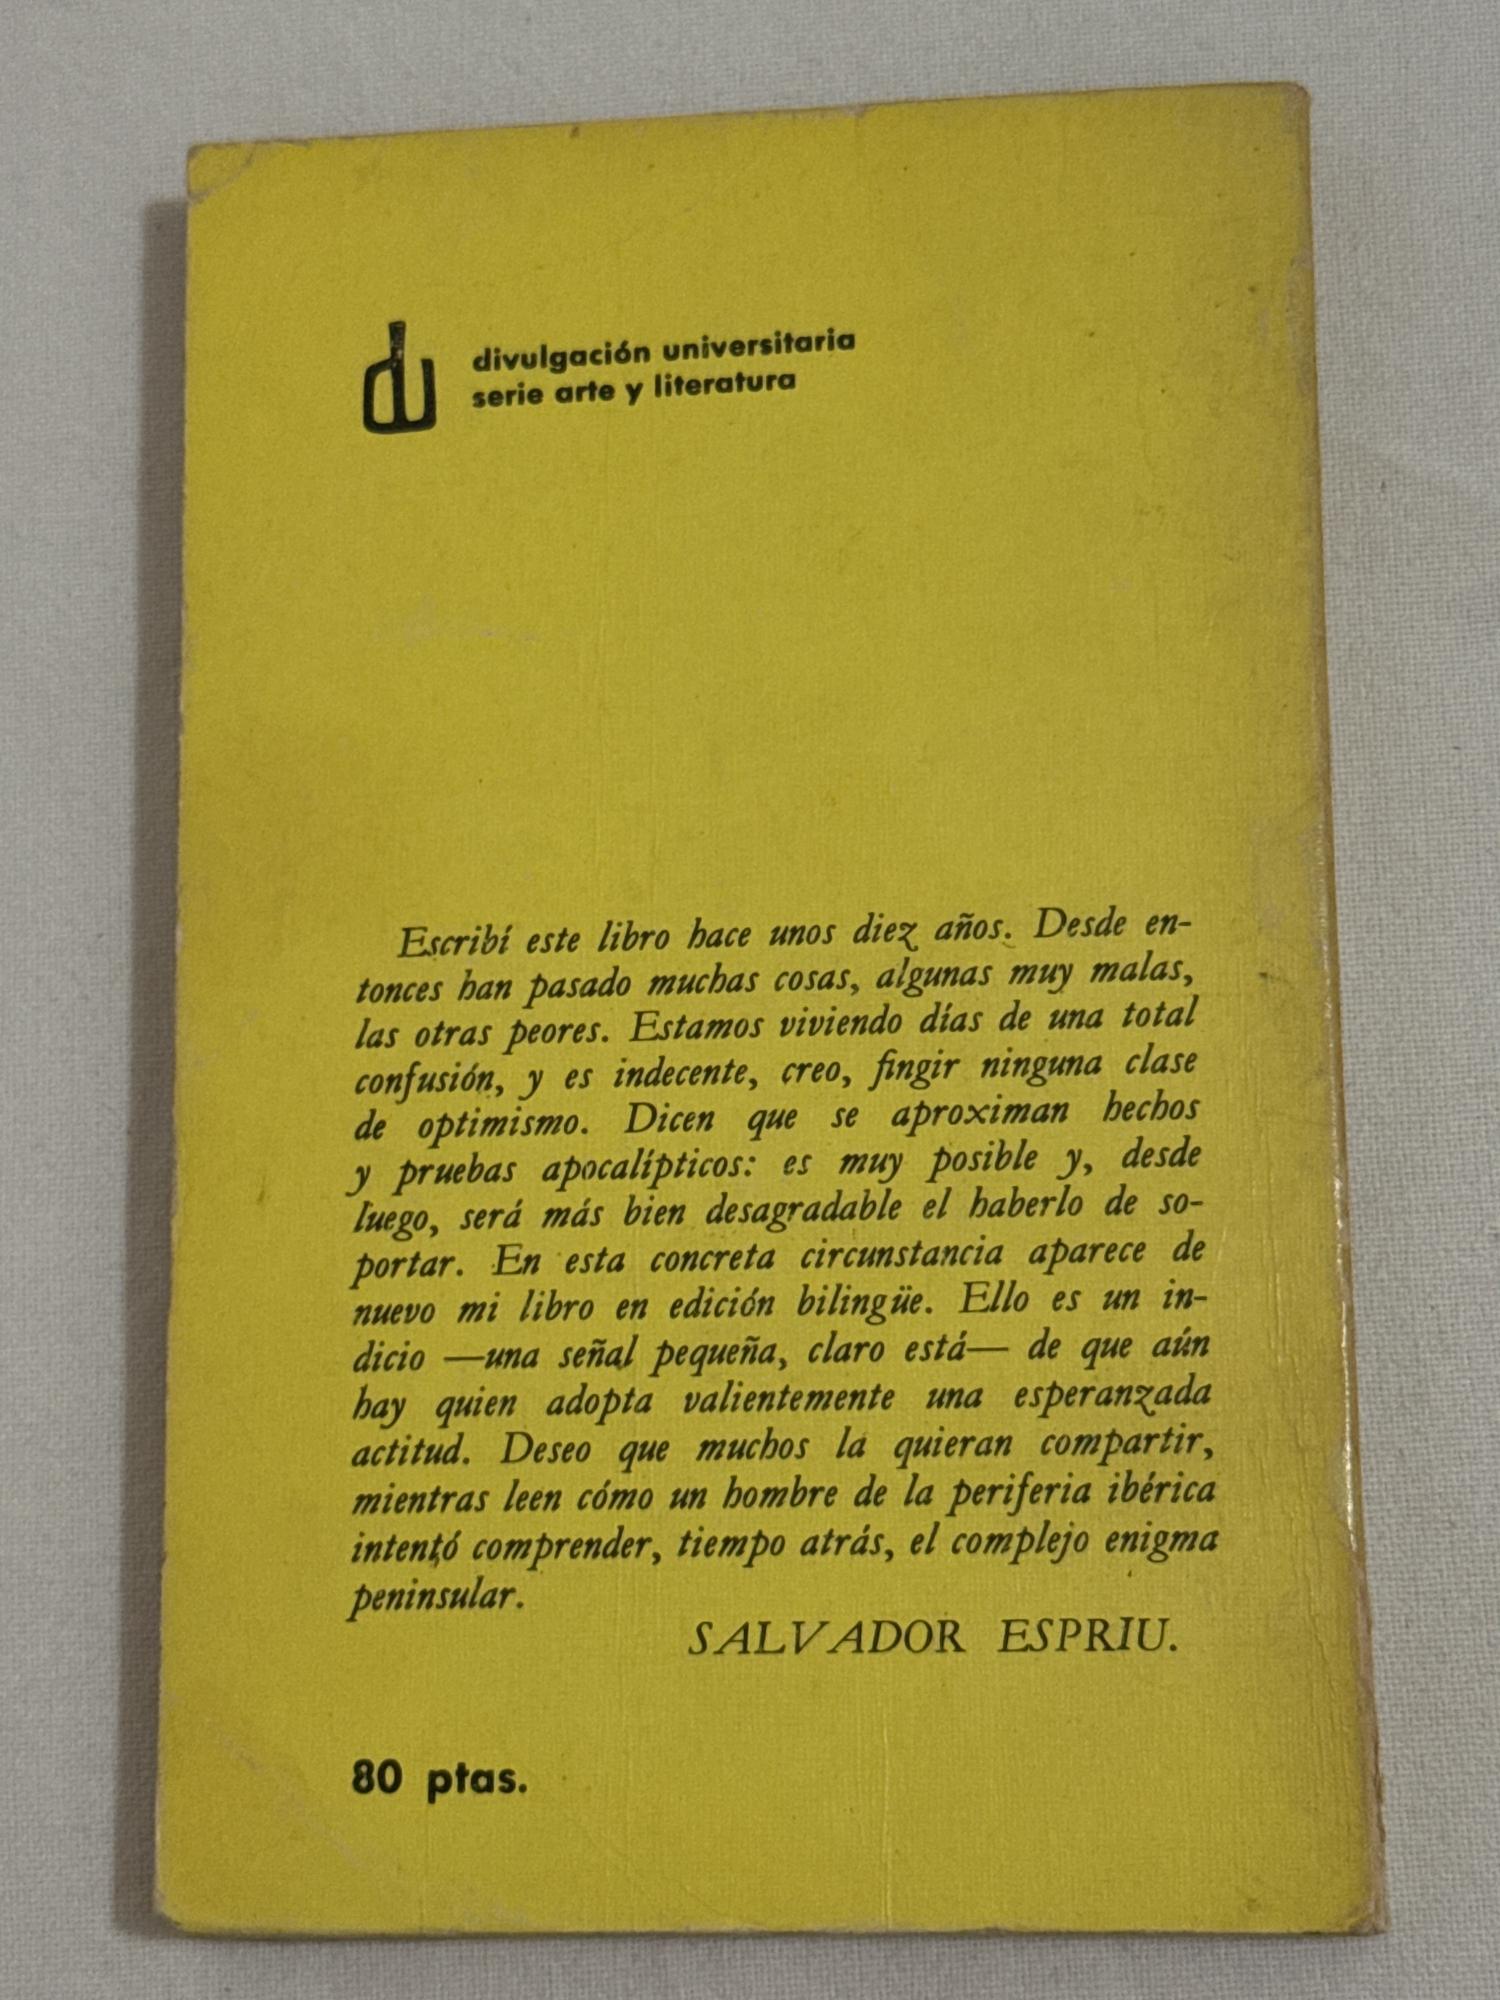 du
divulgación universitaria
serie arte y literatura
Escribí este libro hace unos diez años. Desde en-
tonces han pasado muchas cosas, algunas muy malas,
las otras peores. Estamos viviendo días de una total
confusión, y es indecente, creo, fingir ninguna clase
de optimismo. Dicen que se aproximan hechos
y pruebas apocalípticos: es muy posible y, desde
luego, será más bien desagradable el haberlo de so-
portar. En esta concreta circunstancia aparece de
nuevo mi libro en edición bilingüe. Ello es un in-
dicio —una señal pequeña, claro está— de que aún
hay quien adopta valientemente una esperanzada
actitud. Deseo que muchos la quieran compartir,
mientras leen cómo un hombre de la periferia ibérica
intentó comprender, tiempo atrás, el complejo enigma
peninsular.
SALVADOR ESPRIU.
80 ptas.